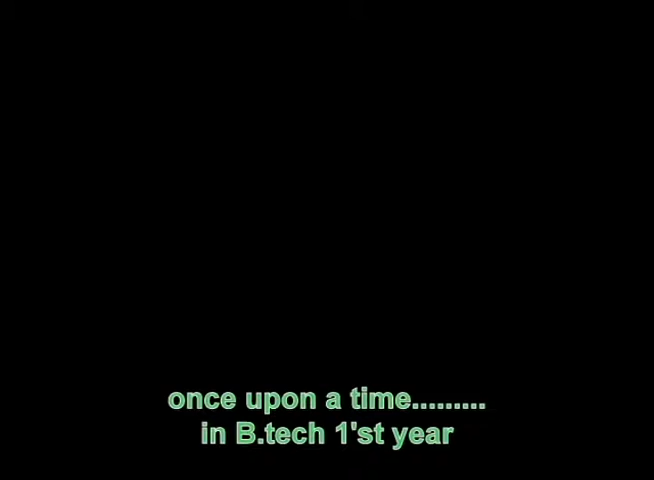 once upon a time.........
in B.tech 1'st year